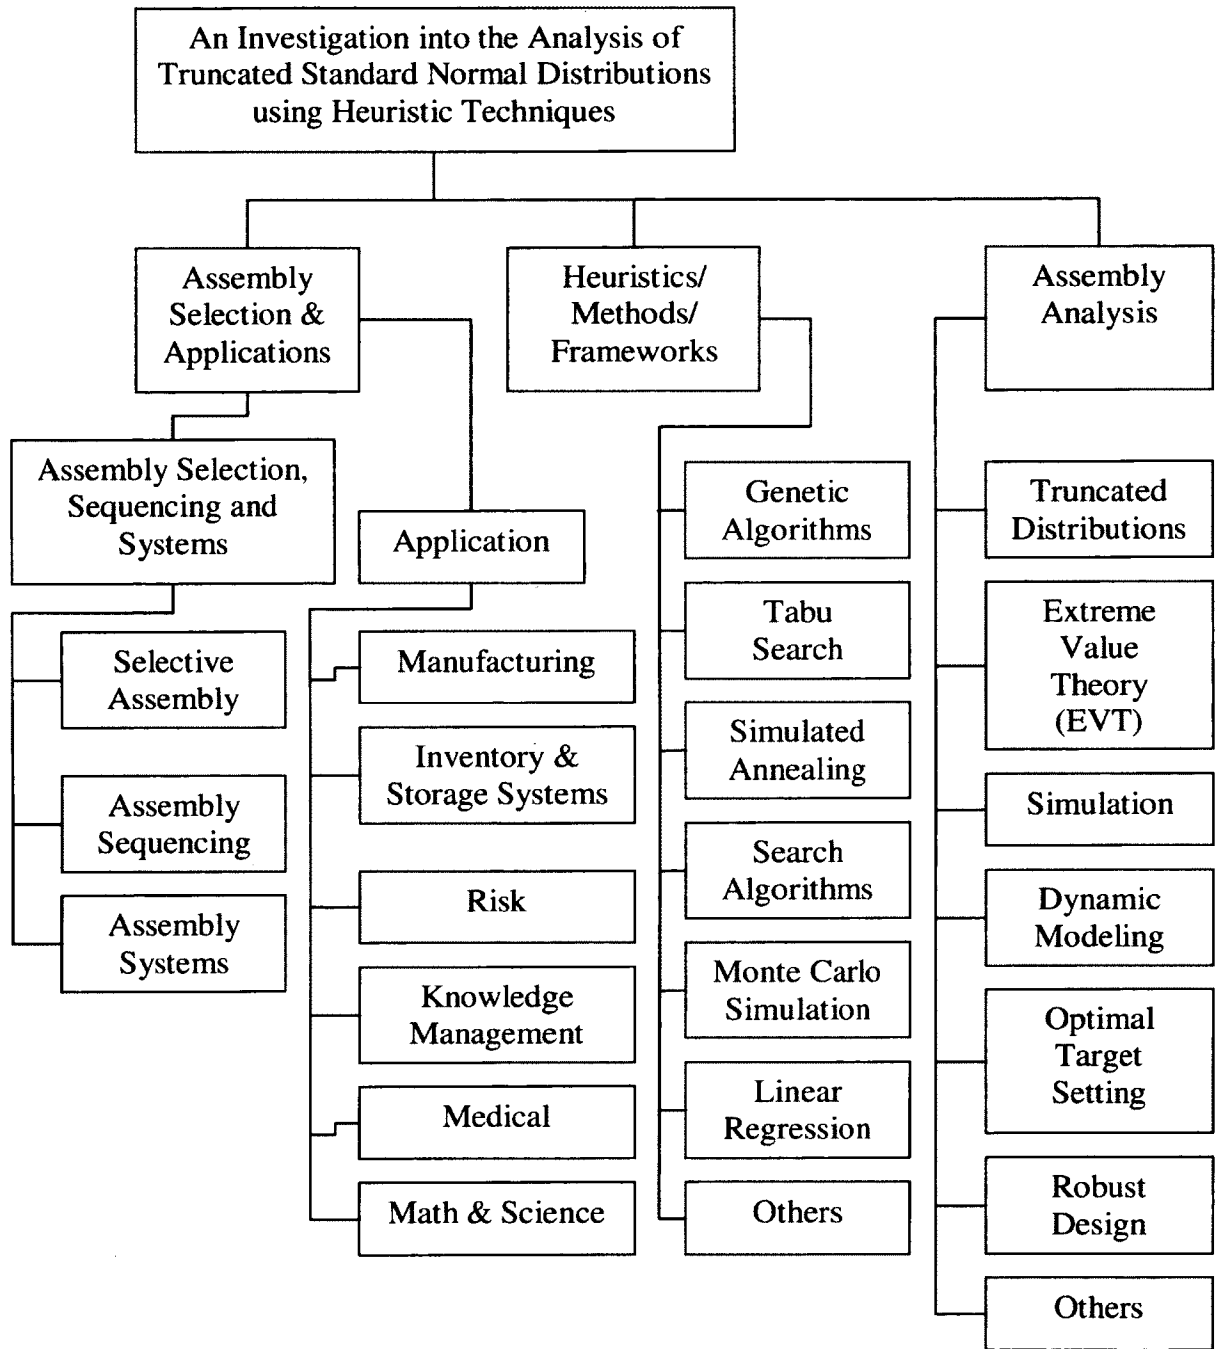 An Investigation into the Analysis of
Truncated Standard Normal Distributions
using Heuristic Techniques
Assembly
Selection &
Applications
Heuristics/
Methods/
Frameworks
Assembly
Analysis
Assembly Selection,
Sequencing and
Systems
Application
Selective
Assembly
Assembly
Sequencing
Assembly
Systems
Manufacturing
Inventory &
Storage Systems
Risk
Knowledge
Management
Medical
Math & Science
Genetic
Algorithms
Tabu
Search
Simulated
Annealing
Search
Algorithms
Monte Carlo
Simulation
Linear
Regression
Others
Truncated
Distributions
Extreme
Value
Theory
(EVT)
Simulation
Dynamic
Modeling
Optimal
Target
Setting
Robust
Design
Others